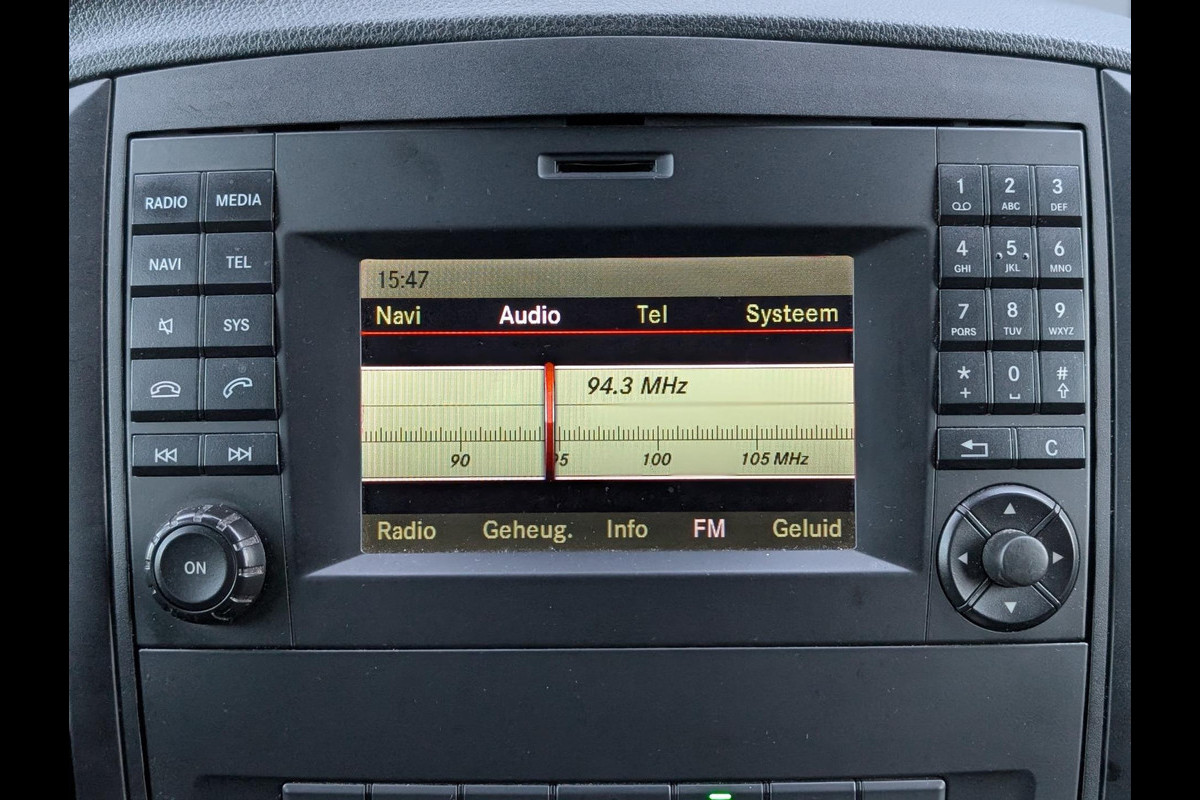 RADIO MEDIA
NAVI TEL
SYS
ON
15:47
Navi Audio Tel Systeem
94.3 MHz
90 95 100 105 MHz
Radio Geheug. Info FM Geluid
1 2 ABC 3 DEF
4 GHI 5 JKL 6 MNO
7 PQRS 8 TUV 9 WXYZ
* + 0 #
C